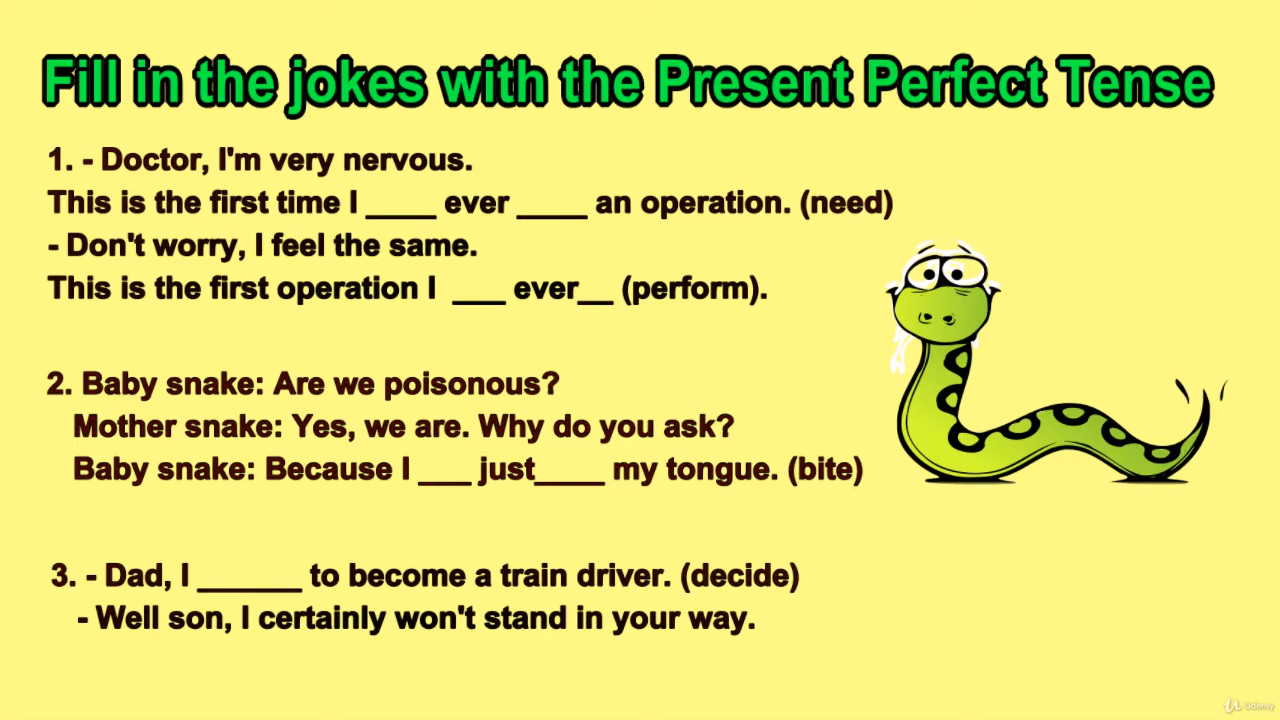 Fill in the jokes with the Present Perfect Tense
1. - Doctor, I'm very nervous.
This is the first time I ____ ever ____ an operation. (need)
- Don't worry, I feel the same.
This is the first operation I ___ ever__ (perform).
2. Baby snake: Are we poisonous?
Mother snake: Yes, we are. Why do you ask?
Baby snake: Because I ___ just____ my tongue. (bite)
3. - Dad, I ______ to become a train driver. (decide)
- Well son, I certainly won't stand in your way.
Udemy